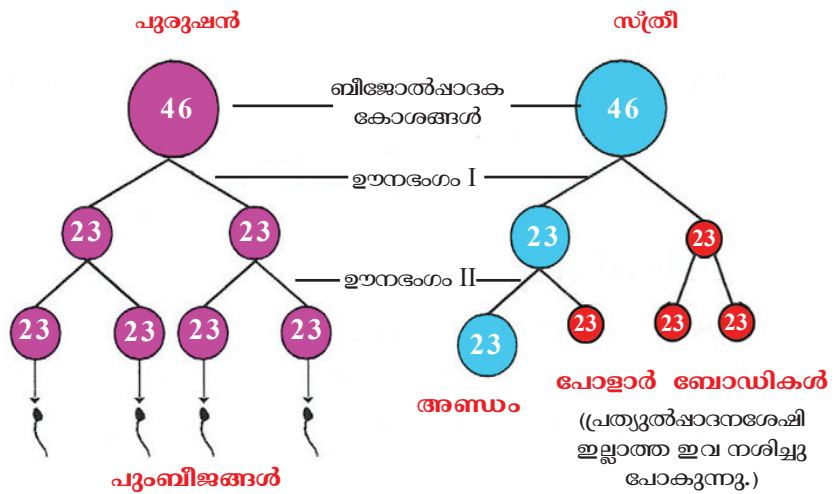 പുരുഷൻ
സ്ത്രീ
46
ബീജോൽപ്പാദക
കോശങ്ങൾ
46
ഊനഭംഗം I
23
23
23
23
ഊനഭംഗം II
23
23
23
23
23
23
23
23
അണ്ഡം
പോളാർ ബോഡികൾ
(പ്രത്യുൽപ്പാദനശേഷി
ഇല്ലാത്ത ഇവ നശിച്ചു
പോകുന്നു.)
പുംബീജങ്ങൾ